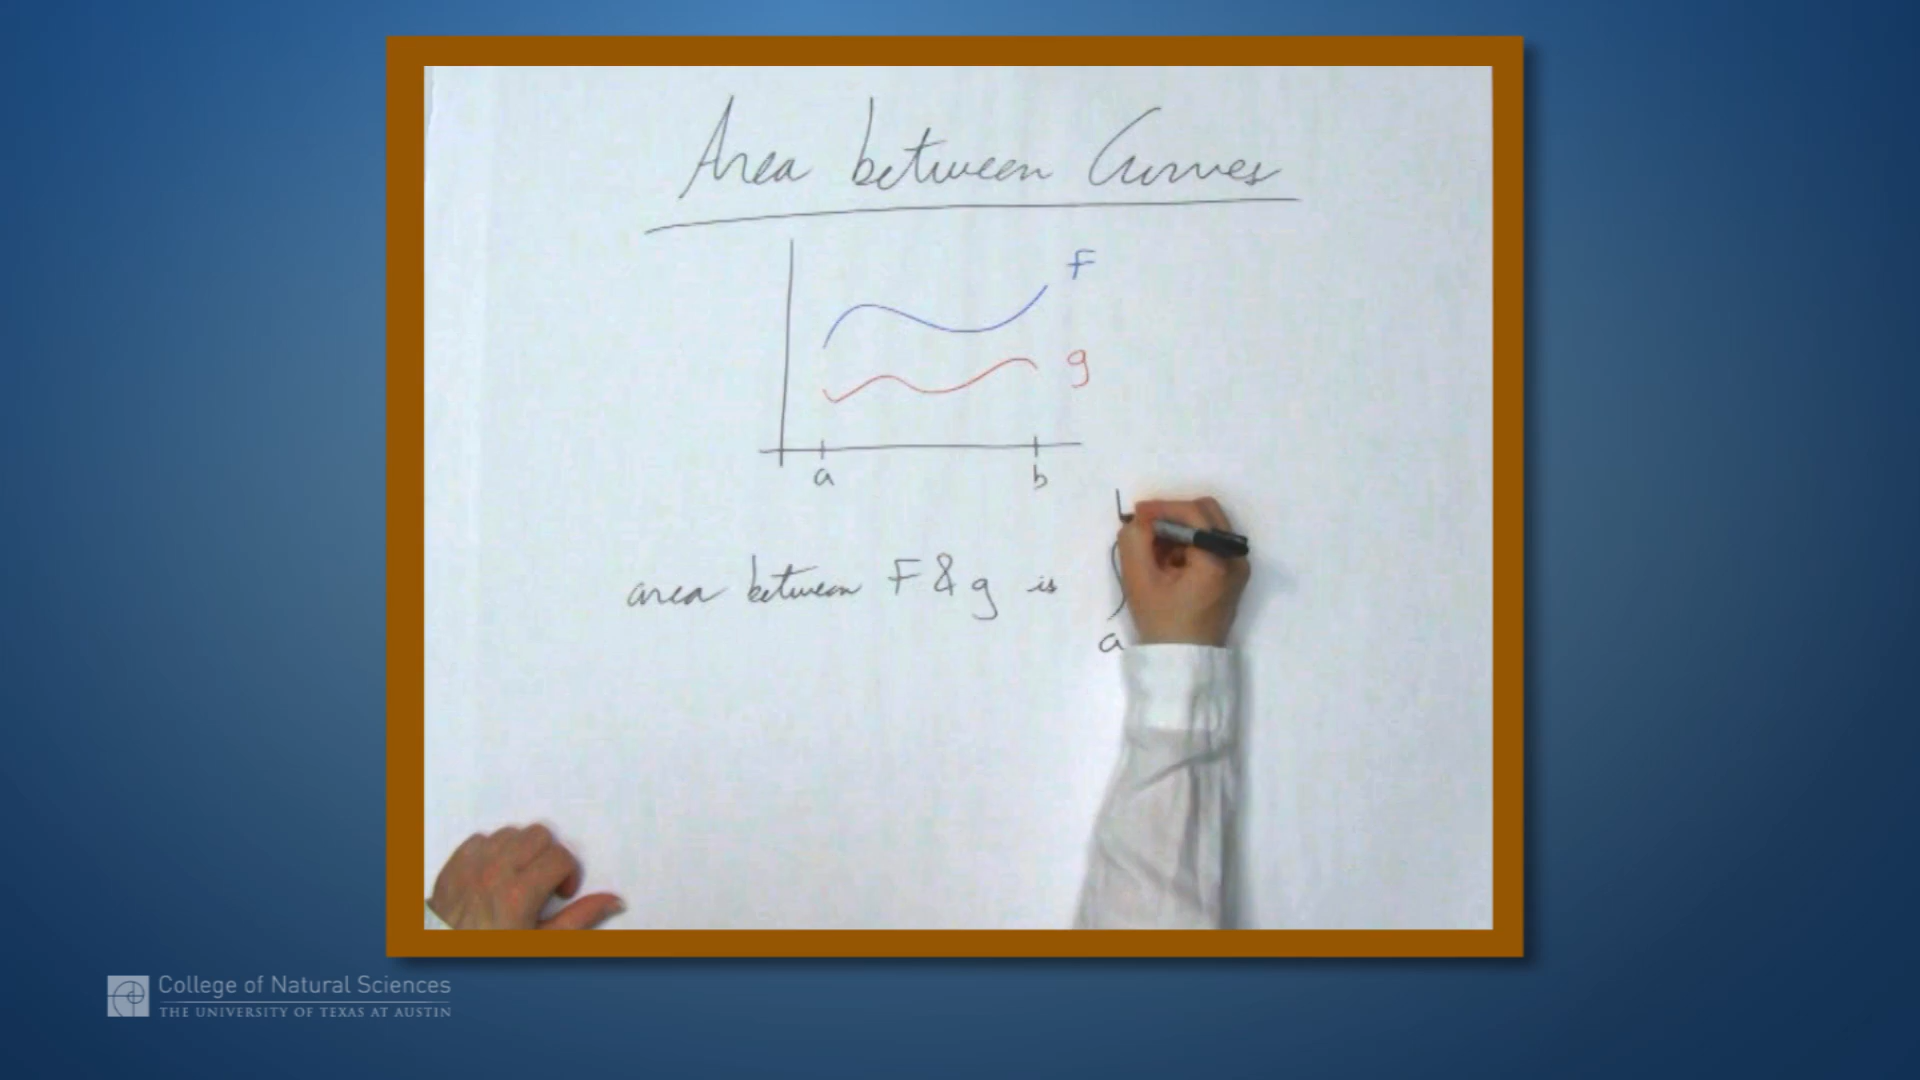 Area between Curves
f
g
a b
b
area between f & g is ∫
a
College of Natural Sciences
THE UNIVERSITY OF TEXAS AT AUSTIN